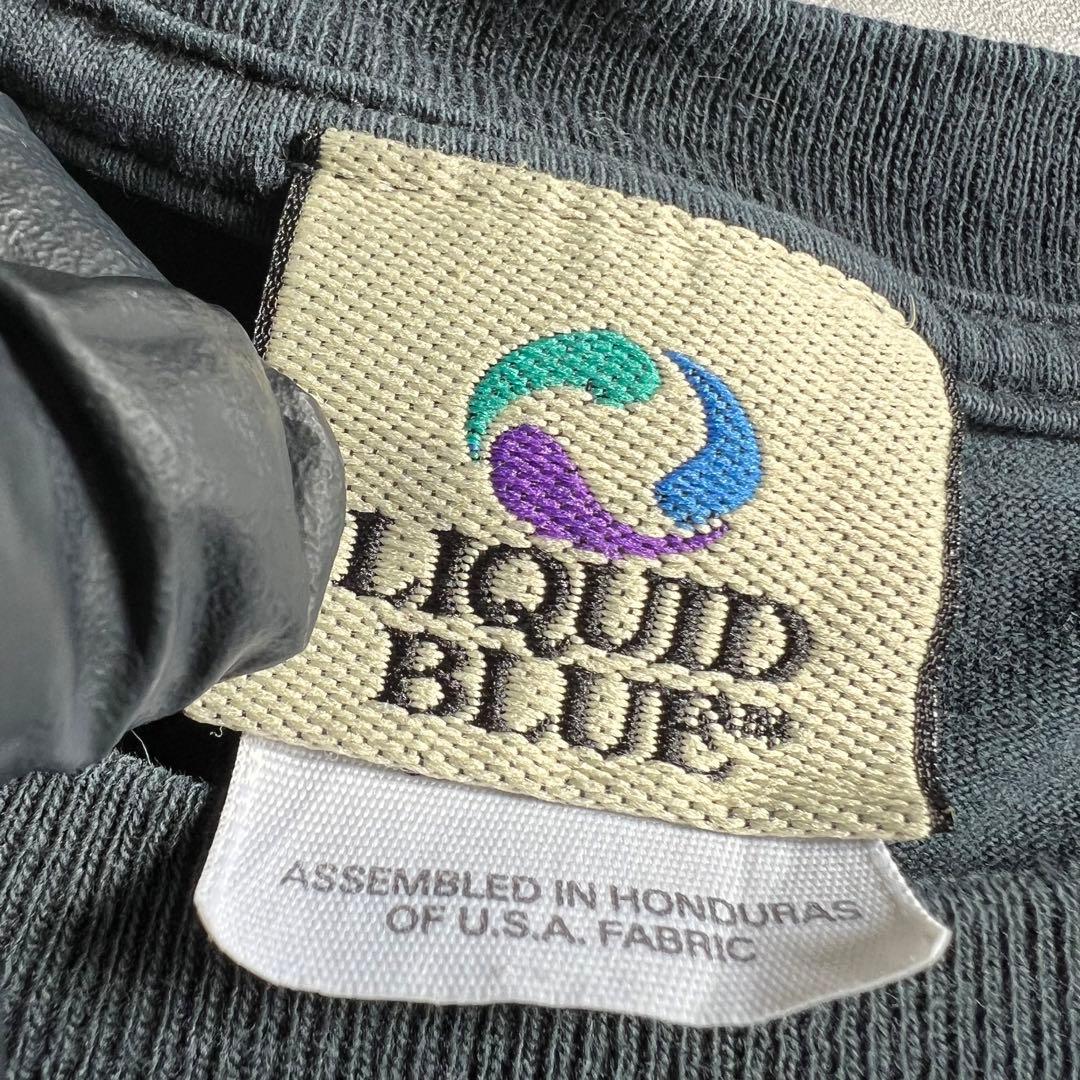 LIQUID
BLUE
ASSEMBLED IN HONDURAS
OF U.S.A. FABRIC